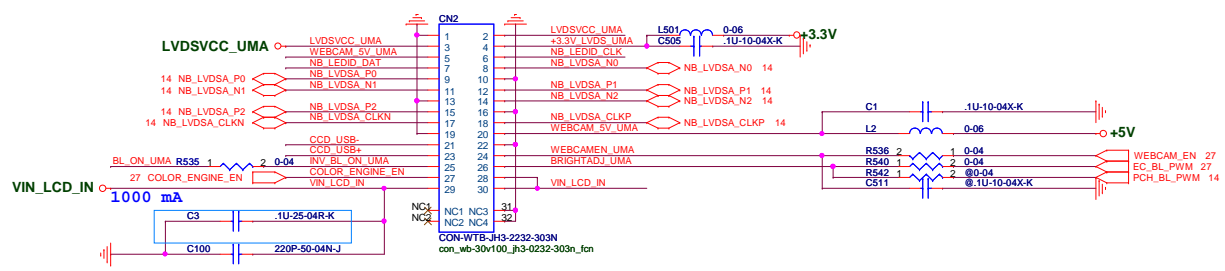 CN2
LVDSVCC_UMA LVDSVCC_UMA 1 2 LVDSVCC_UMA L501 0-06 +3.3V
3 4 +3.3V_LVDS_UMA C505 .1U-10-04X-K
WEBCAM_5V_UMA 5 6 NB_LEDID_CLK
NB_LEDID_DAT 7 8 NB_LVDSA_N0 NB_LVDSA_N0 14
14 NB_LVDSA_P0 NB_LVDSA_P0 9 10
14 NB_LVDSA_N1 NB_LVDSA_N1 11 12 NB_LVDSA_P1 NB_LVDSA_P1 14
13 14 NB_LVDSA_N2 NB_LVDSA_N2 14
14 NB_LVDSA_P2 NB_LVDSA_P2 15 16
14 NB_LVDSA_CLKN NB_LVDSA_CLKN 17 18 NB_LVDSA_CLKP NB_LVDSA_CLKP 14
C1 .1U-10-04X-K
19 20 WEBCAM_5V_UMA L2 0-06 +5V
CCD_USB- 21 22
CCD_USB+ 23 24 WEBCAMEN_UMA R536 2 1 0-04 WEBCAM_EN 27
BL_ON_UMA R535 1 2 0-04 INV_BL_ON_UMA 25 26 BRIGHTADJ_UMA R540 1 2 0-04 EC_BL_PWM 27
27 COLOR_ENGINE_EN COLOR_ENGINE_EN 27 28 R542 1 2 @0-04 PCH_BL_PWM 14
VIN_LCD_IN VIN_LCD_IN 29 30 VIN_LCD_IN C511 @.1U-10-04X-K
1000 mA
NC1 NC1 NC3 31
NC2 NC2 NC4 32
C3 .1U-25-04R-K
CON-WTB-JH3-2232-303N
C100 220P-50-04N-J
con_wb-30v100_jh3-0232-303n_fcn